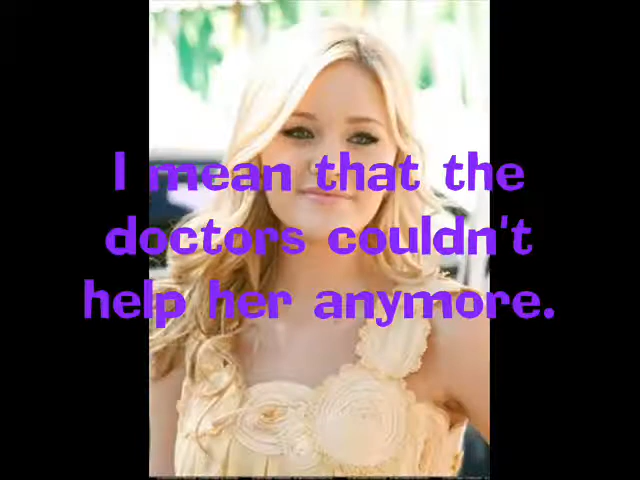 I mean that the
doctors couldn't
help her anymore.